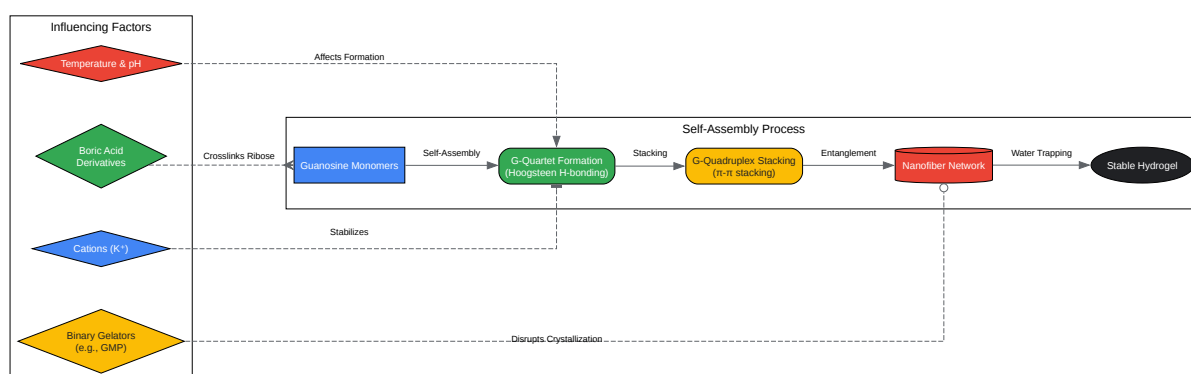 Influencing Factors
Temperature & pH
Affects Formation
Self-Assembly Process
Boric Acid
Derivatives
Crosslinks Ribose
Guanosine Monomers
Self-Assembly
G-Quartet Formation
(Hoogsteen H-bonding)
Stacking
G-Quadruplex Stacking
(π-π stacking)
Entanglement
Nanofiber Network
Water Trapping
Stable Hydrogel
Cations (K⁺)
Stabilizes
Binary Gelators
(e.g., GMP)
Disrupts Crystallization